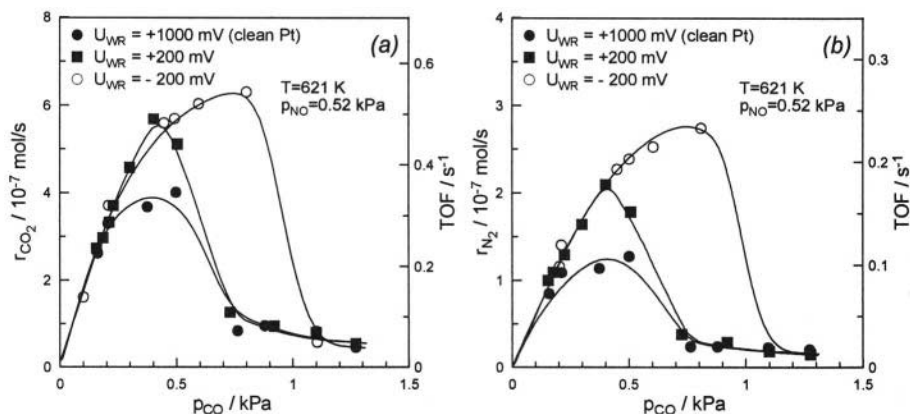 U_WR = +1000 mV (clean Pt)
U_WR = +200 mV
U_WR = - 200 mV
(a)
T=621 K
p_NO=0.52 kPa
r_CO₂ / 10⁻⁷ mol/s
8
6
4
2
0
0
0.5
1
1.5
p_CO / kPa
0.6
0.4
0.2
0
TOF / s⁻¹
U_WR = +1000 mV (clean Pt)
U_WR = +200 mV
U_WR = - 200 mV
(b)
T=621 K
p_NO=0.52 kPa
r_N₂ / 10⁻⁷ mol/s
4
3
2
1
0
0
0.5
1
1.5
p_CO / kPa
0.3
0.2
0.1
0
TOF / s⁻¹